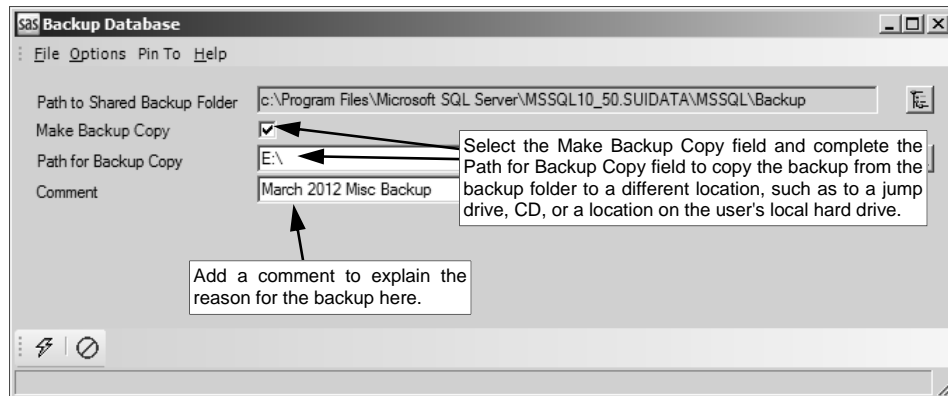 sas Backup Database
File Options Pin To Help
Path to Shared Backup Folder c:\Program Files\Microsoft SQL Server\MSSQL10_50.SUIDATA\MSSQL\Backup
Make Backup Copy
Path for Backup Copy E:\
Comment March 2012 Misc Backup
Select the Make Backup Copy field and complete the
Path for Backup Copy field to copy the backup from the
backup folder to a different location, such as to a jump
drive, CD, or a location on the user's local hard drive.
Add a comment to explain the
reason for the backup here.